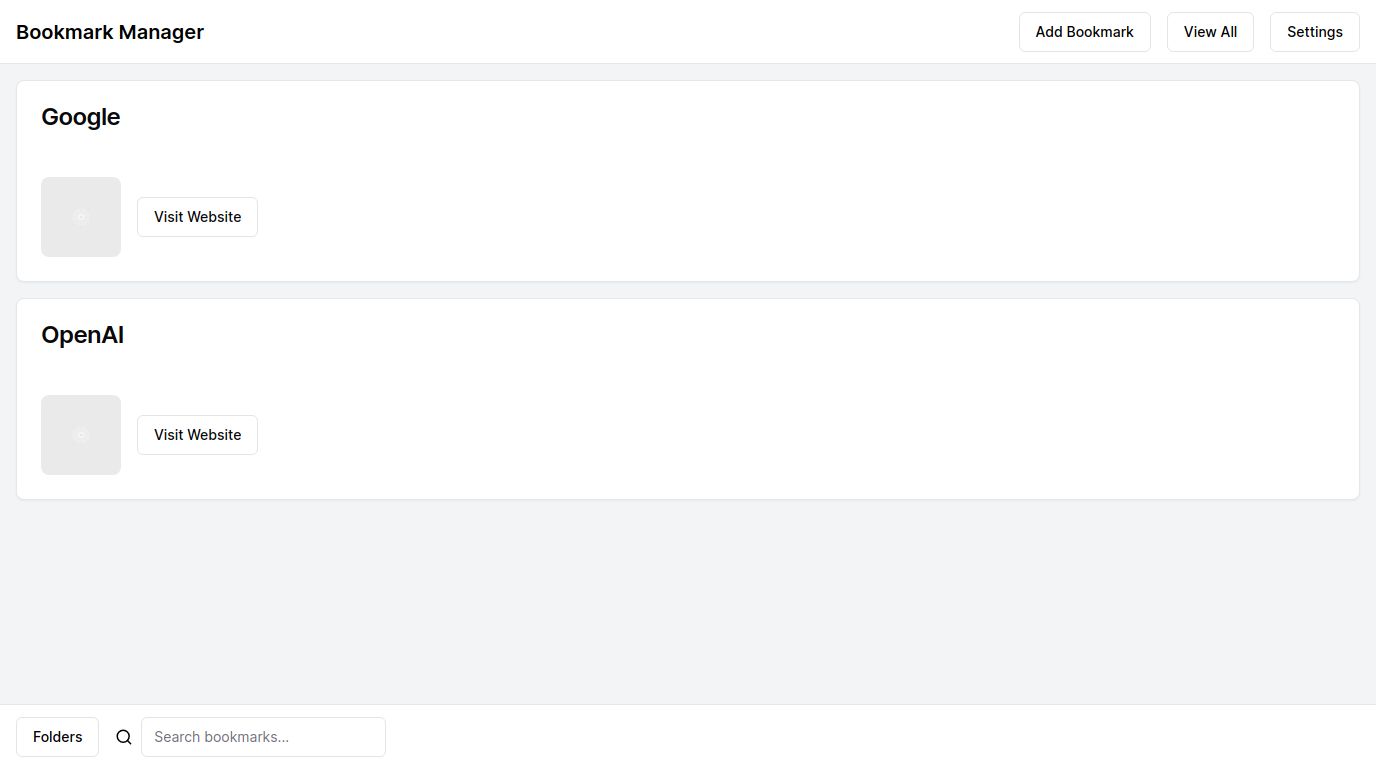 Bookmark Manager
Add Bookmark
View All
Settings
Google
Visit Website
OpenAI
Visit Website
Folders
Search bookmarks...